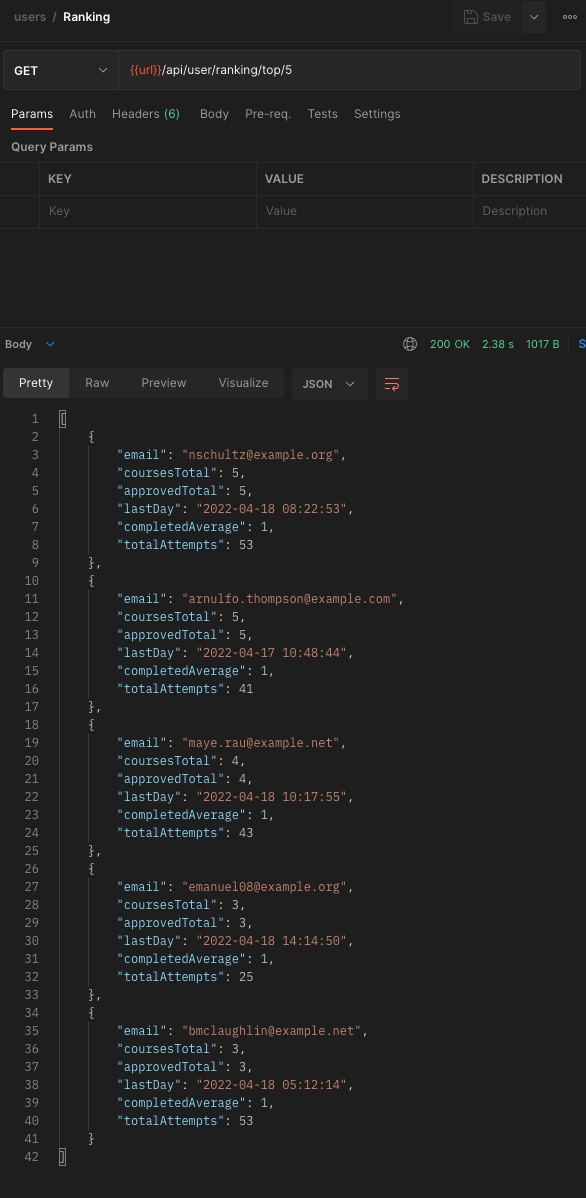 users / Ranking Save ooo
GET {{url}}/api/user/ranking/top/5
Params Auth Headers (6) Body Pre-req. Tests Settings
Query Params
KEY VALUE DESCRIPTION
Key Value Description
Body 200 OK 2.38 s 1017 B S
Pretty Raw Preview Visualize JSON
1 [
2 {
3 "email": "nschultz@example.org",
4 "coursesTotal": 5,
5 "approvedTotal": 5,
6 "lastDay": "2022-04-18 08:22:53",
7 "completedAverage": 1,
8 "totalAttempts": 53
9 },
10 {
11 "email": "arnulfo.thompson@example.com",
12 "coursesTotal": 5,
13 "approvedTotal": 5,
14 "lastDay": "2022-04-17 10:48:44",
15 "completedAverage": 1,
16 "totalAttempts": 41
17 },
18 {
19 "email": "maye.rau@example.net",
20 "coursesTotal": 4,
21 "approvedTotal": 4,
22 "lastDay": "2022-04-18 10:17:55",
23 "completedAverage": 1,
24 "totalAttempts": 43
25 },
26 {
27 "email": "emanuel08@example.org",
28 "coursesTotal": 3,
29 "approvedTotal": 3,
30 "lastDay": "2022-04-18 14:14:50",
31 "completedAverage": 1,
32 "totalAttempts": 25
33 },
34 {
35 "email": "bmclaughlin@example.net",
36 "coursesTotal": 3,
37 "approvedTotal": 3,
38 "lastDay": "2022-04-18 05:12:14",
39 "completedAverage": 1,
40 "totalAttempts": 53
41 }
42 ]